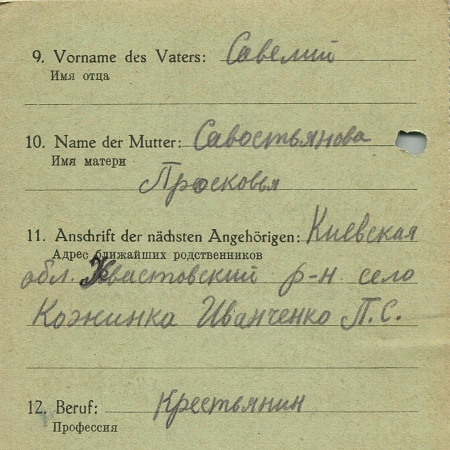 9. Vorname des Vaters: Савелий
Имя отца
10. Name der Mutter: Савостьянова
Имя матери
Просковья
11. Anschrift der nächsten Angehörigen: Киевская
Адрес ближайших родственников
обл. Хвастовский р-н село
Кожинка Иванченко П.С.
12. Beruf: Крестьянин
Профессия